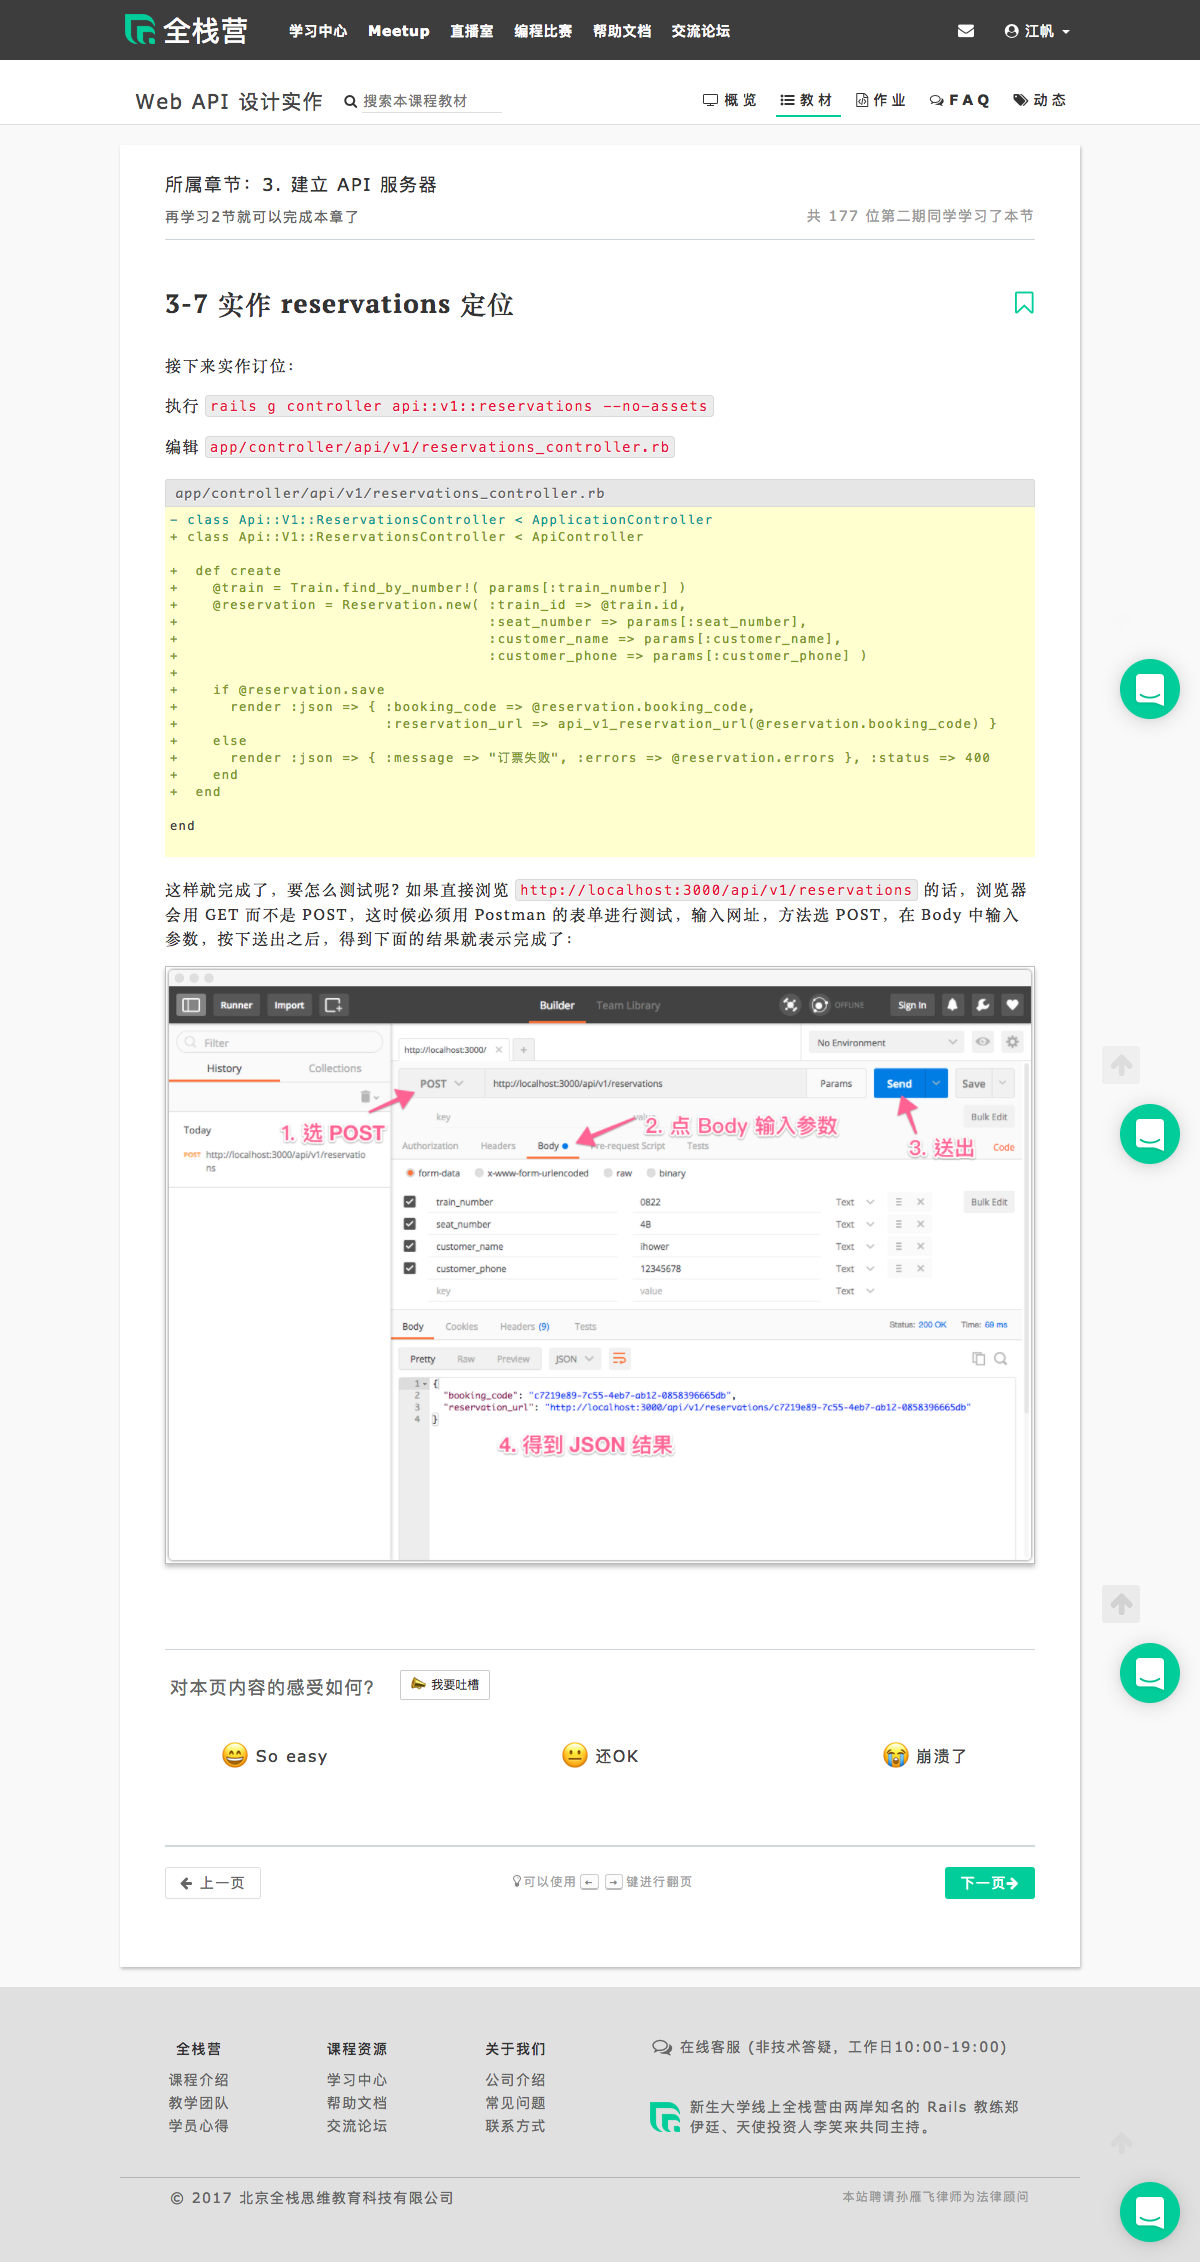 全栈营 学习中心 Meetup 直播室 编程比赛 帮助文档 交流论坛 江帆
Web API 设计实作 搜索本课程教材 概览 教材 作业 FAQ 动态
所属章节：3. 建立 API 服务器
再学习2节就可以完成本章了 共 177 位第二期同学学习了本节
3-7 实作 reservations 定位
接下来实作订位：
执行 rails g controller api::v1::reservations --no-assets
编辑 app/controller/api/v1/reservations_controller.rb
app/controller/api/v1/reservations_controller.rb
- class Api::V1::ReservationsController < ApplicationController
+ class Api::V1::ReservationsController < ApiController
+  def create
+    @train = Train.find_by_number!( params[:train_number] )
+    @reservation = Reservation.new( :train_id => @train.id,
+                                    :seat_number => params[:seat_number],
+                                    :customer_name => params[:customer_name],
+                                    :customer_phone => params[:customer_phone] )
+
+    if @reservation.save
+      render :json => { :booking_code => @reservation.booking_code,
+                        :reservation_url => api_v1_reservation_url(@reservation.booking_code) }
+    else
+      render :json => { :message => "订票失败", :errors => @reservation.errors }, :status => 400
+    end
+  end
end
这样就完成了，要怎么测试呢? 如果直接浏览 http://localhost:3000/api/v1/reservations 的话，浏览器
会用 GET 而不是 POST，这时候必须用 Postman 的表单进行测试，输入网址，方法选 POST，在 Body 中输入
参数，按下送出之后，得到下面的结果就表示完成了：
Runner Import Builder Team Library OFFLINE Sign In
Filter http://localhost:3000/ No Environment
History Collections
POST http://localhost:3000/api/v1/reservations Params Send Save
key value Bulk Edit
Today 1. 选 POST 2. 点 Body 输入参数 3. 送出
Authorization Headers Body Pre-request Script Tests Code
POST http://localhost:3000/api/v1/reservatio
ns
form-data x-www-form-urlencoded raw binary
train_number 0822 Text Bulk Edit
seat_number 4B Text
customer_name ihower Text
customer_phone 12345678 Text
key value Text
Body Cookies Headers (9) Tests Status: 200 OK Time: 69 ms
Pretty Raw Preview JSON
1 {
2 "booking_code": "c7219e89-7c55-4eb7-ab12-0858396665db",
3 "reservation_url": "http://localhost:3000/api/v1/reservations/c7219e89-7c55-4eb7-ab12-0858396665db"
4 }
4. 得到 JSON 结果
对本页内容的感受如何? 我要吐槽
So easy 还OK 崩溃了
上一页 可以使用 ← → 键进行翻页 下一页
全栈营 课程资源 关于我们 在线客服 (非技术答疑，工作日10:00-19:00)
课程介绍 学习中心 公司介绍
教学团队 帮助文档 常见问题
学员心得 交流论坛 联系方式
新生大学线上全栈营由两岸知名的 Rails 教练郑
伊廷、天使投资人李笑来共同主持。
© 2017 北京全栈思维教育科技有限公司 本站聘请孙雁飞律师为法律顾问